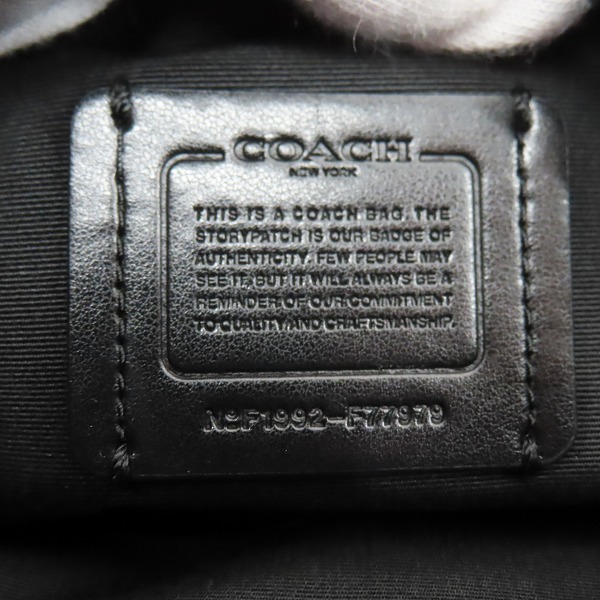 COACH
NEW YORK
THIS IS A COACH BAG. THE
STORYPATCH IS OUR BADGE OF
AUTHENTICITY. FEW PEOPLE MAY
SEE IT, BUT IT WILL ALWAYS BE A
REMINDER OF OUR COMMITMENT
TO QUALITY AND CRAFTSMANSHIP.
No F1992-F77979